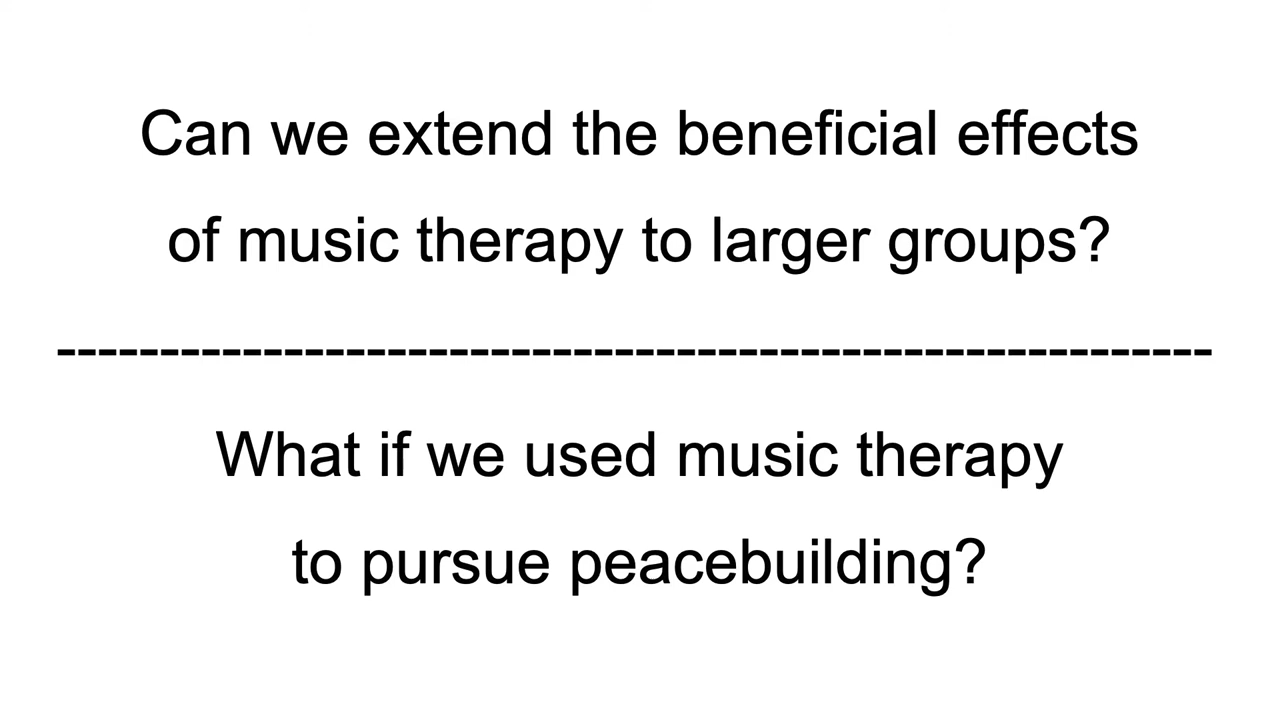 Can we extend the beneficial effects
of music therapy to larger groups?
--------------------------------------------------------
What if we used music therapy
to pursue peacebuilding?